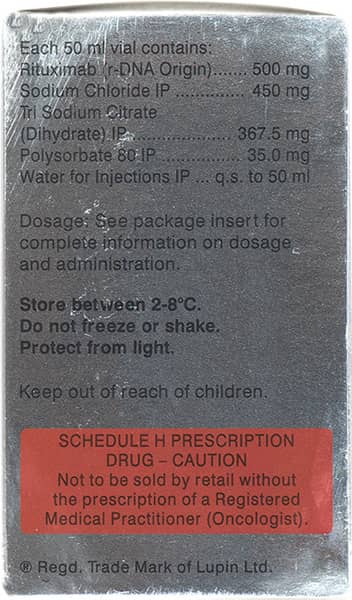 Each 50 ml vial contains:
Rituximab (r-DNA Origin)....... 500 mg
Sodium Chloride IP .............. 450 mg
Tri Sodium Citrate
(Dihydrate) IP .................... 367.5 mg
Polysorbate 80 IP ............... 35.0 mg
Water for Injections IP ... q.s. to 50 ml
Dosage: See package insert for
complete information on dosage
and administration.
Store between 2-8°C.
Do not freeze or shake.
Protect from light.
Keep out of reach of children.
SCHEDULE H PRESCRIPTION
DRUG – CAUTION
Not to be sold by retail without
the prescription of a Registered
Medical Practitioner (Oncologist).
® Regd. Trade Mark of Lupin Ltd.